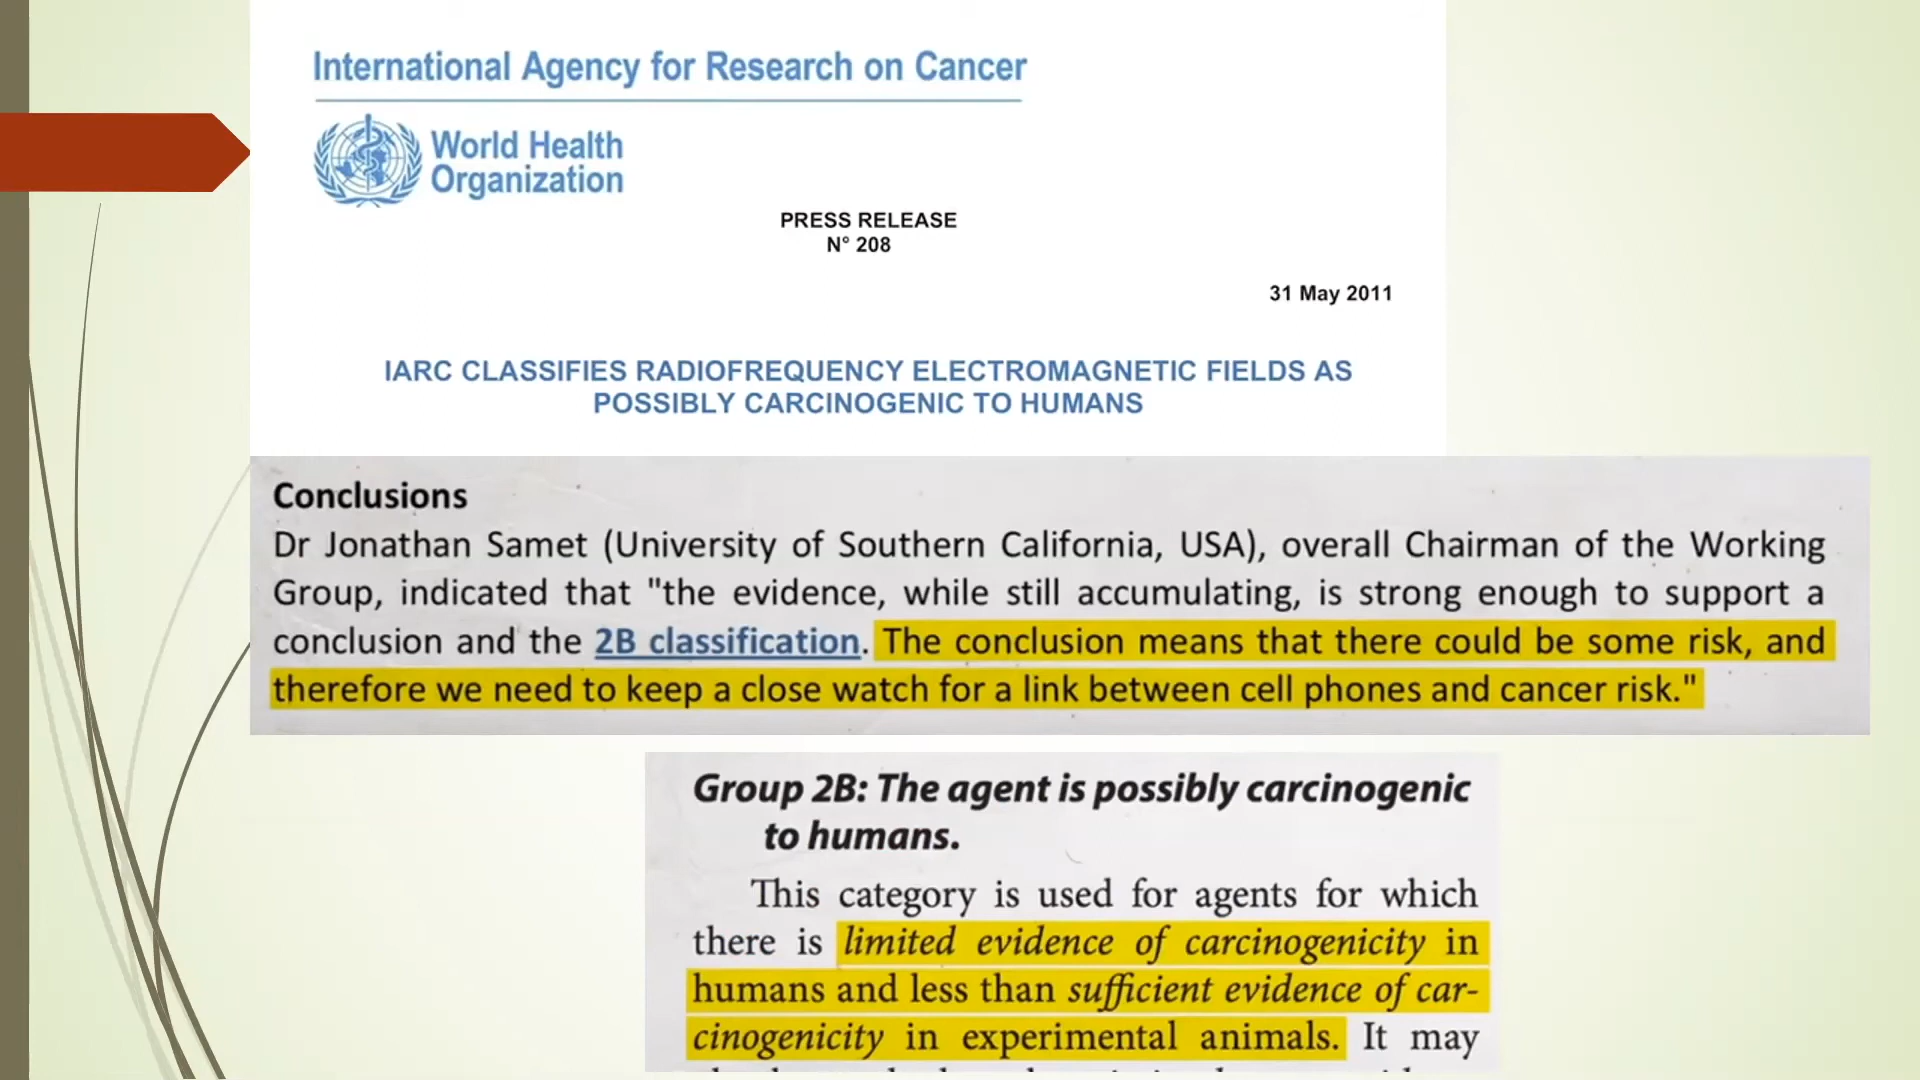 International Agency for Research on Cancer
World Health
Organization
PRESS RELEASE
N° 208
31 May 2011
IARC CLASSIFIES RADIOFREQUENCY ELECTROMAGNETIC FIELDS AS
POSSIBLY CARCINOGENIC TO HUMANS
Conclusions
Dr Jonathan Samet (University of Southern California, USA), overall Chairman of the Working
Group, indicated that "the evidence, while still accumulating, is strong enough to support a
conclusion and the 2B classification. The conclusion means that there could be some risk, and
therefore we need to keep a close watch for a link between cell phones and cancer risk."
Group 2B: The agent is possibly carcinogenic
to humans.
This category is used for agents for which
there is limited evidence of carcinogenicity in
humans and less than sufficient evidence of car-
cinogenicity in experimental animals. It may